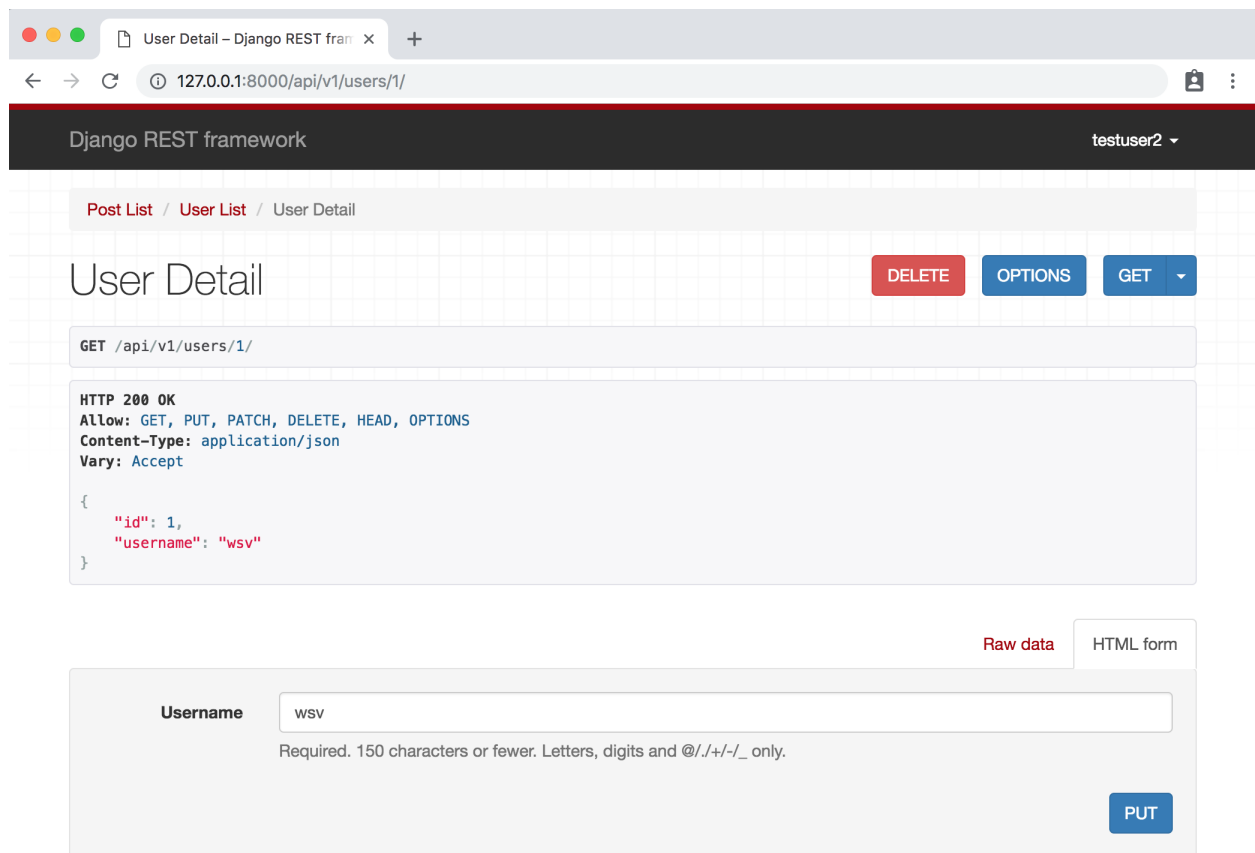 User Detail – Django REST fram
127.0.0.1:8000/api/v1/users/1/
Django REST framework testuser2
Post List / User List / User Detail
User Detail DELETE OPTIONS GET
GET /api/v1/users/1/
HTTP 200 OK
Allow: GET, PUT, PATCH, DELETE, HEAD, OPTIONS
Content-Type: application/json
Vary: Accept
{
"id": 1,
"username": "wsv"
}
Raw data HTML form
Username wsv
Required. 150 characters or fewer. Letters, digits and @/./+/-/_ only.
PUT